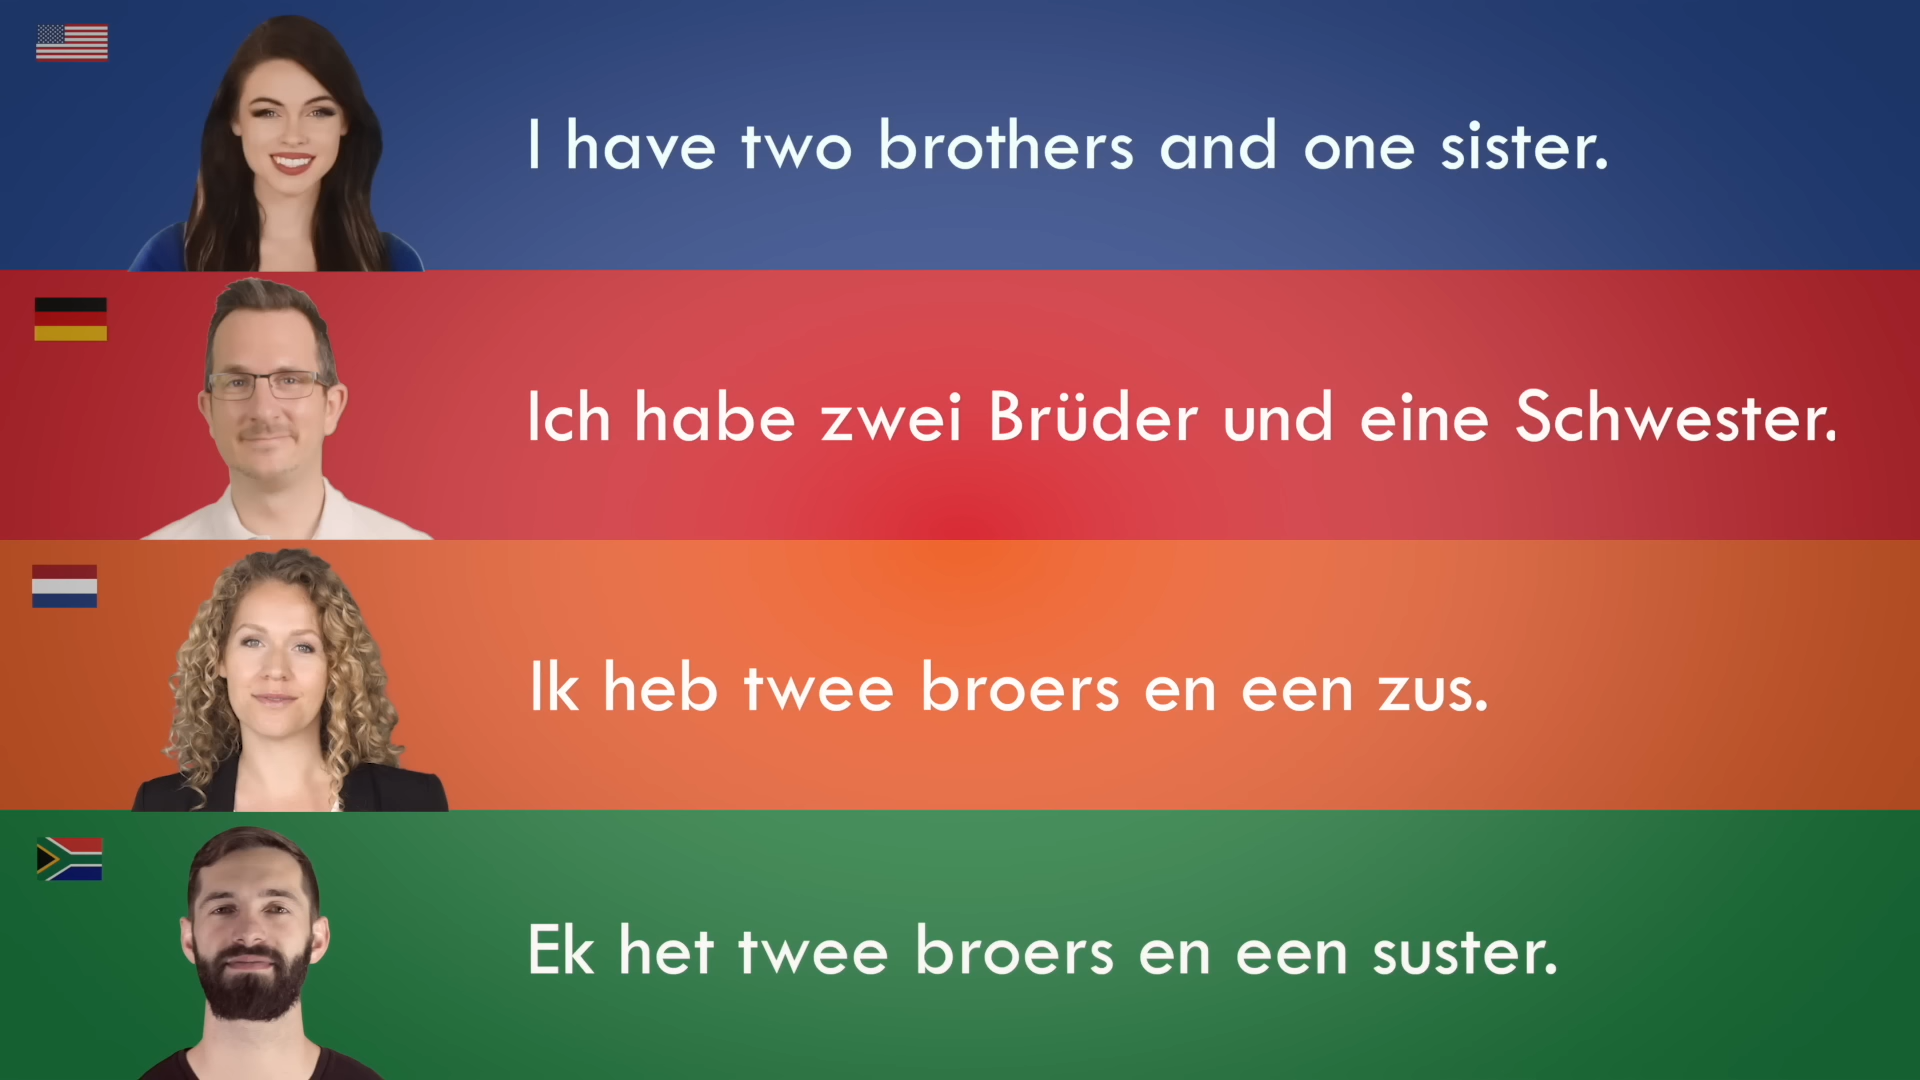 I have two brothers and one sister.
Ich habe zwei Brüder und eine Schwester.
Ik heb twee broers en een zus.
Ek het twee broers en een suster.